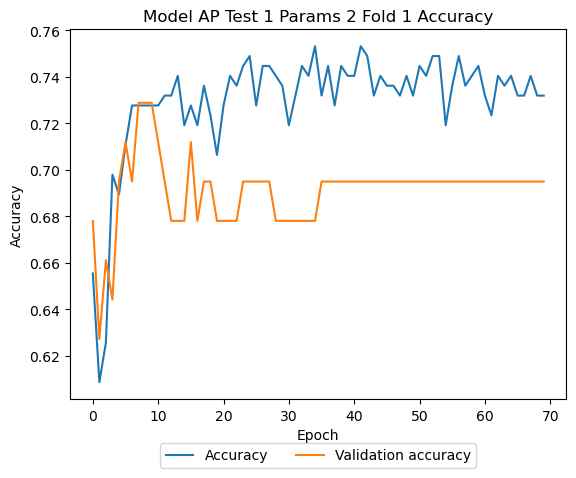 Model AP Test 1 Params 2 Fold 1 Accuracy
0.76
0.74
0.72
0.70
0.68
0.66
0.64
0.62
Accuracy
0 10 20 30 40 50 60 70
Epoch
Accuracy Validation accuracy